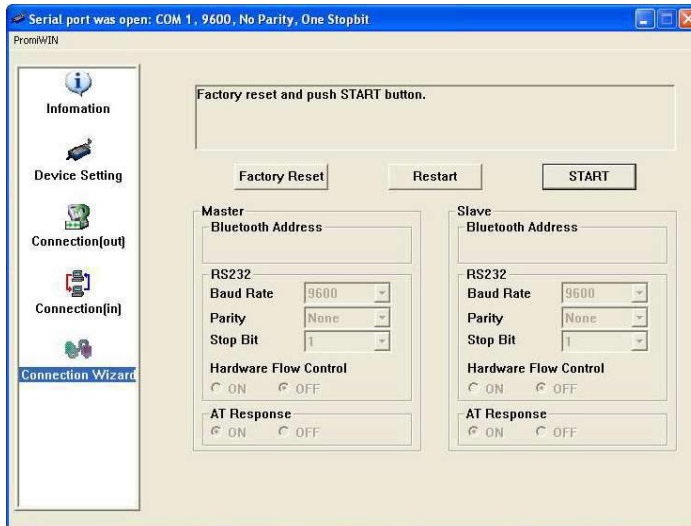 Serial port was open: COM 1, 9600, No Parity, One Stopbit
PromiWIN
Infomation
Device Setting
Connection(out)
Connection(in)
Connection Wizard
Factory reset and push START button.
Factory Reset
Restart
START
Master
Bluetooth Address
RS232
Baud Rate
9600
Parity
None
Stop Bit
1
Hardware Flow Control
ON
OFF
AT Response
ON
OFF
Slave
Bluetooth Address
RS232
Baud Rate
9600
Parity
None
Stop Bit
1
Hardware Flow Control
ON
OFF
AT Response
ON
OFF